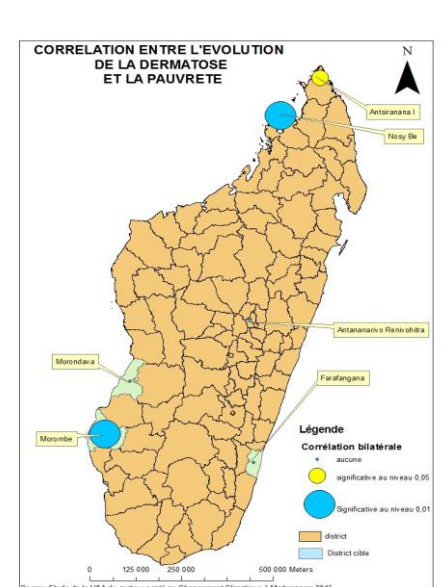 CORRELATION ENTRE L'EVOLUTION
DE LA DERMATOSE
ET LA PAUVRETE
N
Antsiranana I
Nosy Be
Antananarivo Renivohitra
Morondava
Farafangana
Morombe
Légende
Corrélation bilatérale
aucune
significative au niveau 0,05
Significative au niveau 0,01
district
District cible
0 125 000 250 000 500 000 Meters